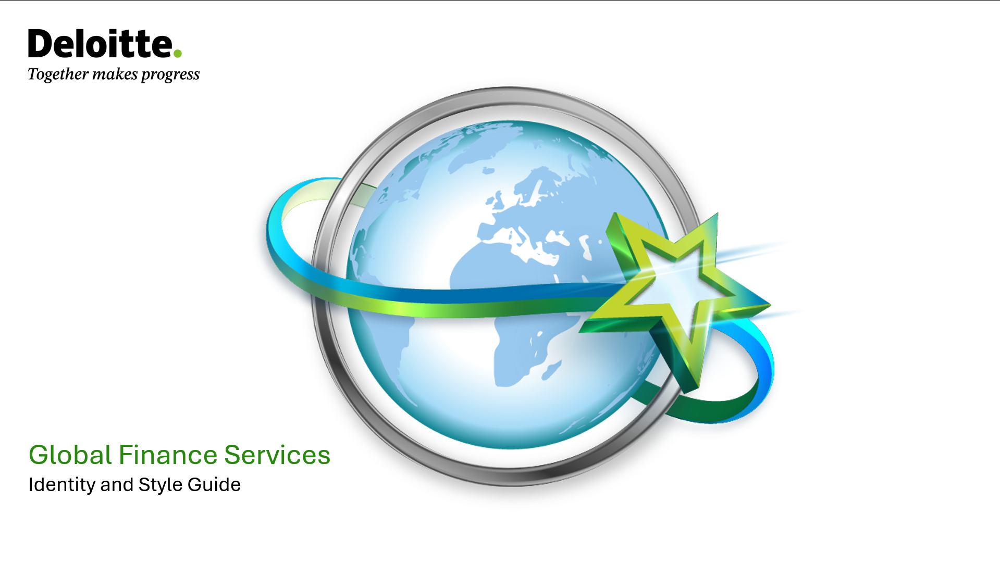 Deloitte.
Together makes progress
Global Finance Services
Identity and Style Guide